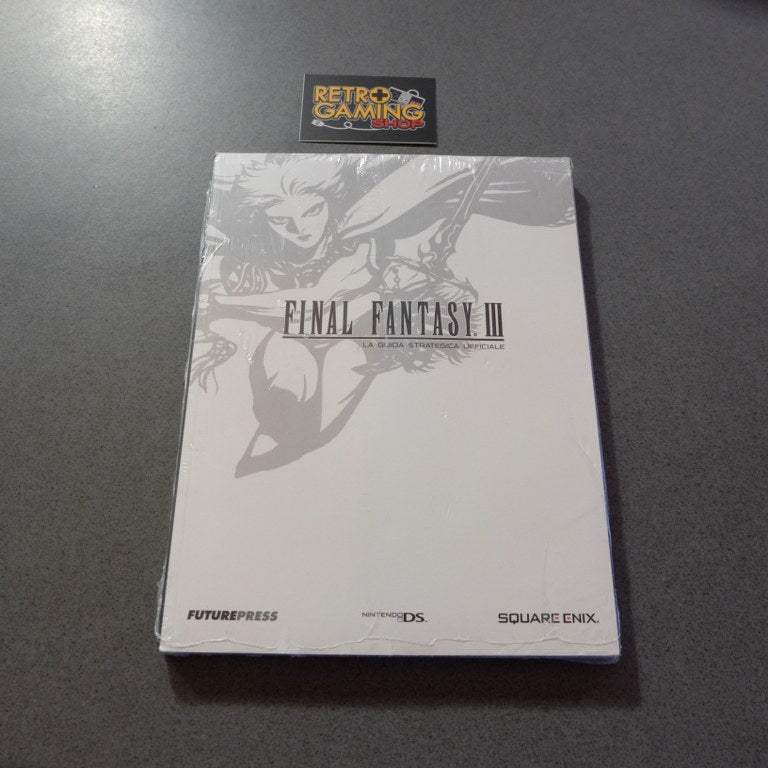 RETRO
GAMING
SHOP
FINAL FANTASY III
LA GUIDA STRATEGICA UFFICIALE
FUTUREPRESS
NINTENDO DS.
SQUARE ENIX.